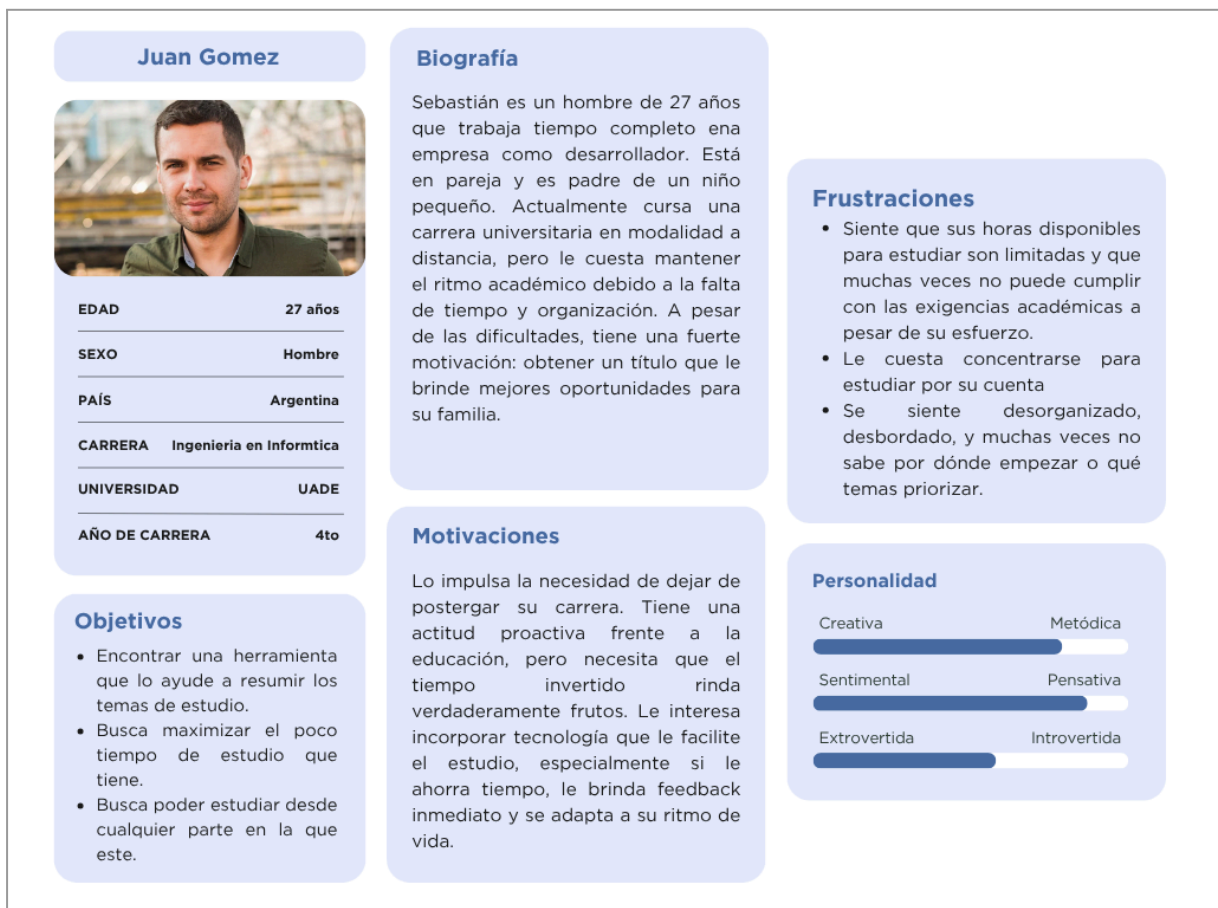 Juan Gomez
EDAD 27 años
SEXO Hombre
PAÍS Argentina
CARRERA Ingenieria en Informtica
UNIVERSIDAD UADE
AÑO DE CARRERA 4to
Objetivos
• Encontrar una herramienta
que lo ayude a resumir los
temas de estudio.
• Busca maximizar el poco
tiempo de estudio que
tiene.
• Busca poder estudiar desde
cualquier parte en la que
este.
Biografía
Sebastián es un hombre de 27 años
que trabaja tiempo completo ena
empresa como desarrollador. Está
en pareja y es padre de un niño
pequeño. Actualmente cursa una
carrera universitaria en modalidad a
distancia, pero le cuesta mantener
el ritmo académico debido a la falta
de tiempo y organización. A pesar
de las dificultades, tiene una fuerte
motivación: obtener un título que le
brinde mejores oportunidades para
su familia.
Motivaciones
Lo impulsa la necesidad de dejar de
postergar su carrera. Tiene una
actitud proactiva frente a la
educación, pero necesita que el
tiempo invertido rinda
verdaderamente frutos. Le interesa
incorporar tecnología que le facilite
el estudio, especialmente si le
ahorra tiempo, le brinda feedback
inmediato y se adapta a su ritmo de
vida.
Frustraciones
• Siente que sus horas disponibles
para estudiar son limitadas y que
muchas veces no puede cumplir
con las exigencias académicas a
pesar de su esfuerzo.
• Le cuesta concentrarse para
estudiar por su cuenta
• Se siente desorganizado,
desbordado, y muchas veces no
sabe por dónde empezar o qué
temas priorizar.
Personalidad
Creativa Metódica
Sentimental Pensativa
Extrovertida Introvertida